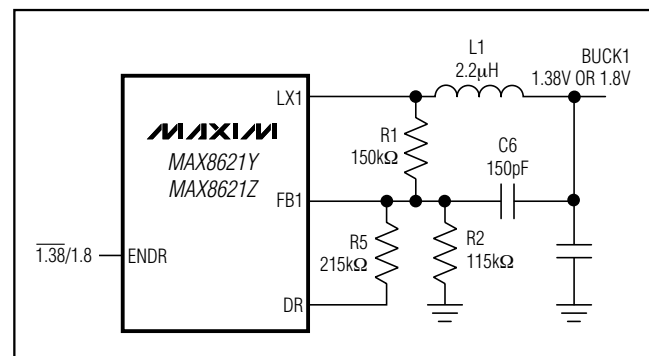 L1
2.2μH
BUCK1
1.38V OR 1.8V
LX1
R1
150kΩ
C6
150pF
MAXIM
MAX8621Y
MAX8621Z
FB1
R5
215kΩ
R2
115kΩ
1.38/1.8
ENDR
DR